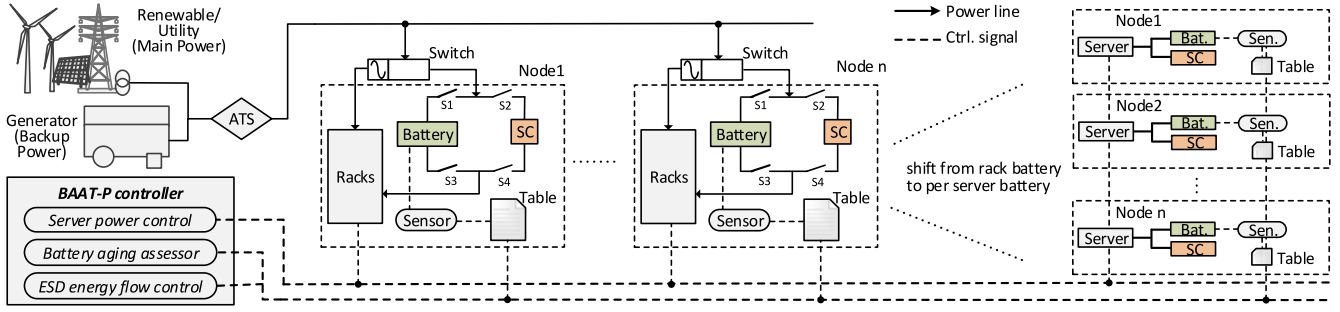 Renewable/
Utility
(Main Power)
Generator
(Backup
Power)
ATS
BAAT-P controller
Server power control
Battery aging assessor
ESD energy flow control
Switch
Node1
S1
S2
Battery
SC
Racks
S3
S4
Table
Sensor
Switch
Node n
S1
S2
Battery
SC
Racks
S3
S4
Table
Sensor
Power line
Ctrl. signal
shift from rack battery
to per server battery
Node1
Server
Bat.
SC
Sen.
Table
Node2
Server
Bat.
SC
Sen.
Table
Node n
Server
Bat.
SC
Sen.
Table